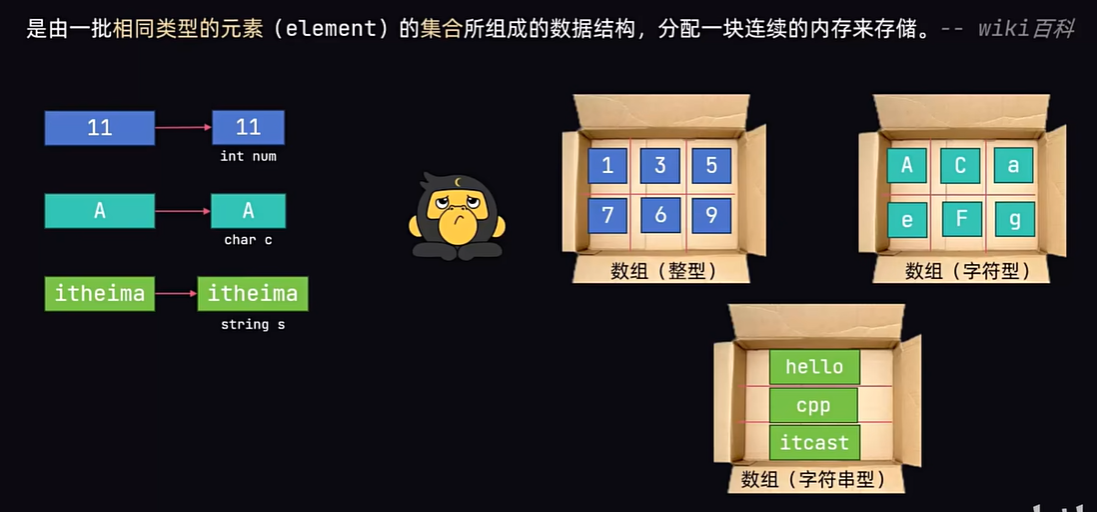 是由一批相同类型的元素（element）的集合所组成的数据结构，分配一块连续的内存来存储。-- wiki百科
11 11
int num
A A
char c
itheima itheima
string s
1 3 5
7 6 9
数组（整型）
A C a
e F g
数组（字符型）
hello
cpp
itcast
数组（字符串型）